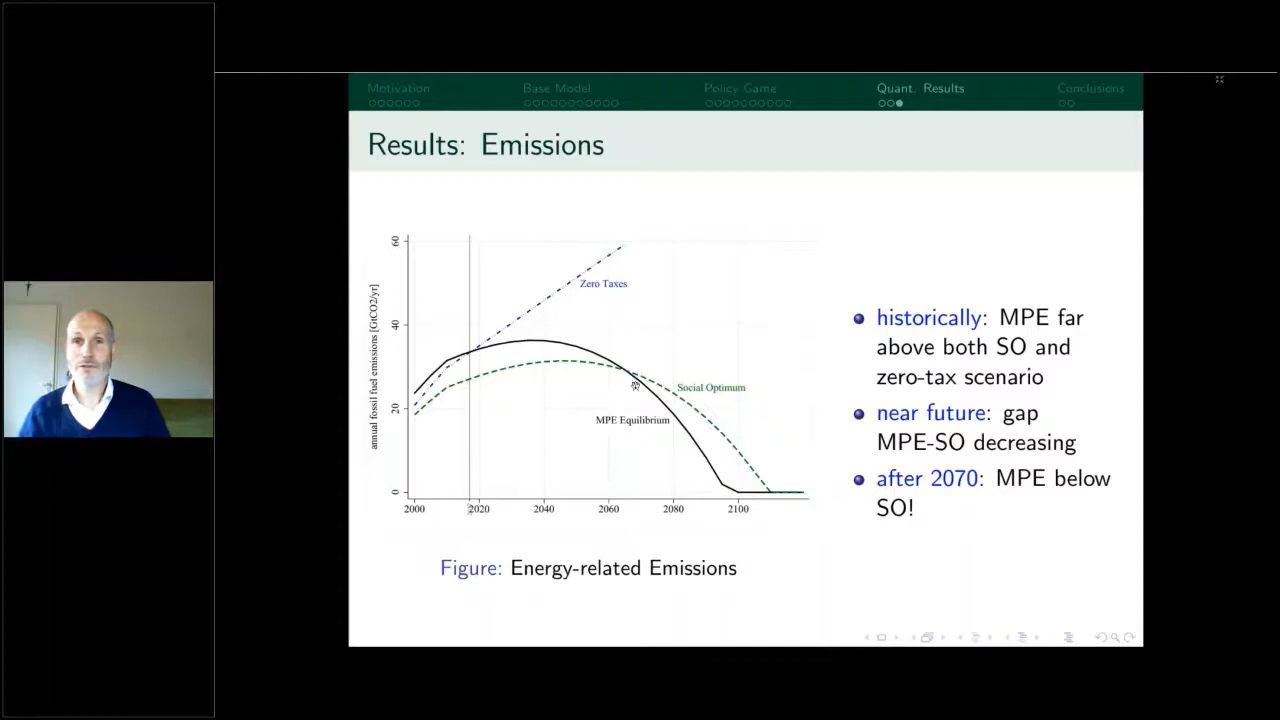 Motivation Base Model Policy Game Quant. Results Conclusions
Results: Emissions
annual fossil fuel emissions [GtCO2/yr]
60
40
20
0
Zero Taxes
Social Optimum
MPE Equilibrium
2000 2020 2040 2060 2080 2100
Figure: Energy-related Emissions
historically: MPE far
above both SO and
zero-tax scenario
near future: gap
MPE-SO decreasing
after 2070: MPE below
SO!